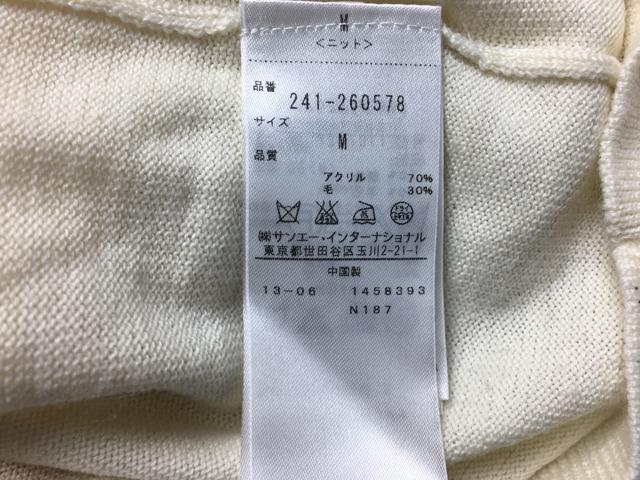 M
<ニット>
品番
241-260578
サイズ
M
品質
アクリル 70%
毛 30%
㈱サンエー・インターナショナル
東京都世田谷区玉川2-21-1
中国製
13-06 1458393
N187